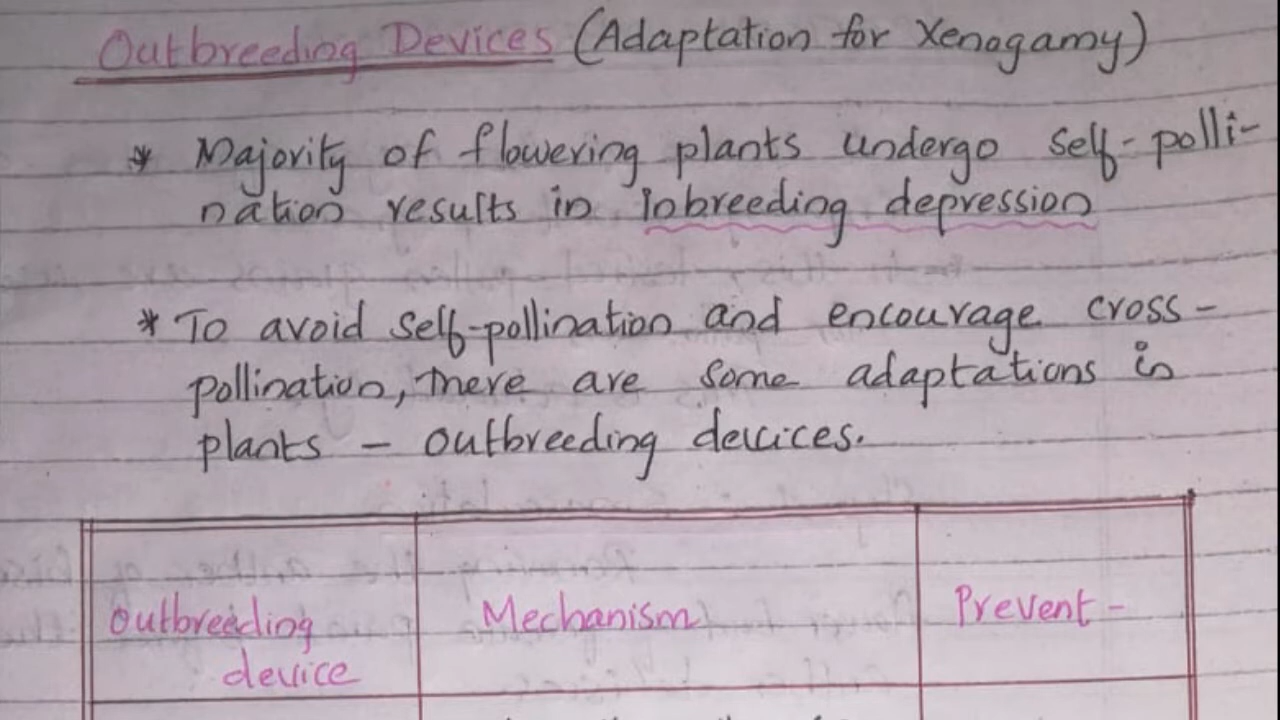 Outbreeding Devices (Adaptation for Xenogamy)
* Majority of flowering plants undergo self-polli-
nation results in Inbreeding depression
* To avoid self-pollination and encourage cross-
pollination, there are some adaptations in
plants - outbreeding devices.
outbreeding device
Mechanism
Prevent -